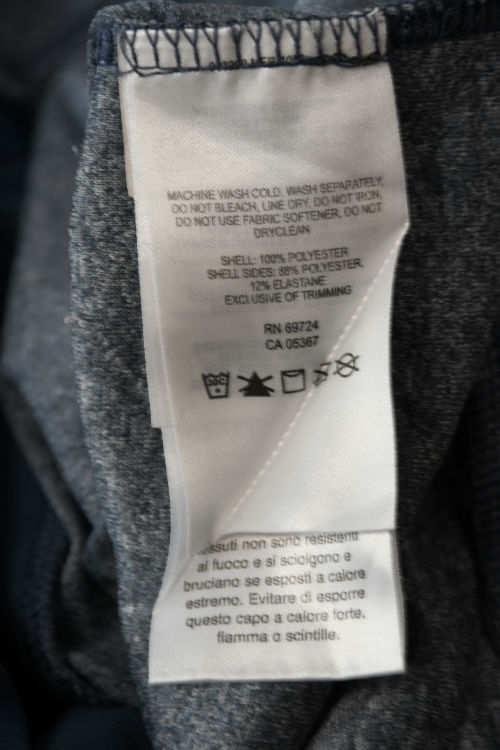 MACHINE WASH COLD, WASH SEPARATELY,
DO NOT BLEACH, LINE DRY, DO NOT IRON,
DO NOT USE FABRIC SOFTENER, DO NOT
DRYCLEAN
SHELL: 100% POLYESTER
SHELL SIDES: 88% POLYESTER,
12% ELASTANE
EXCLUSIVE OF TRIMMING
RN 69724
CA 05367
30C
non sono resistenti
al fuoco e si sciolgono e
bruciano se esposti a calore
estremo. Evitare di esporre
questo capo a calore forte,
fiamma o scintille.